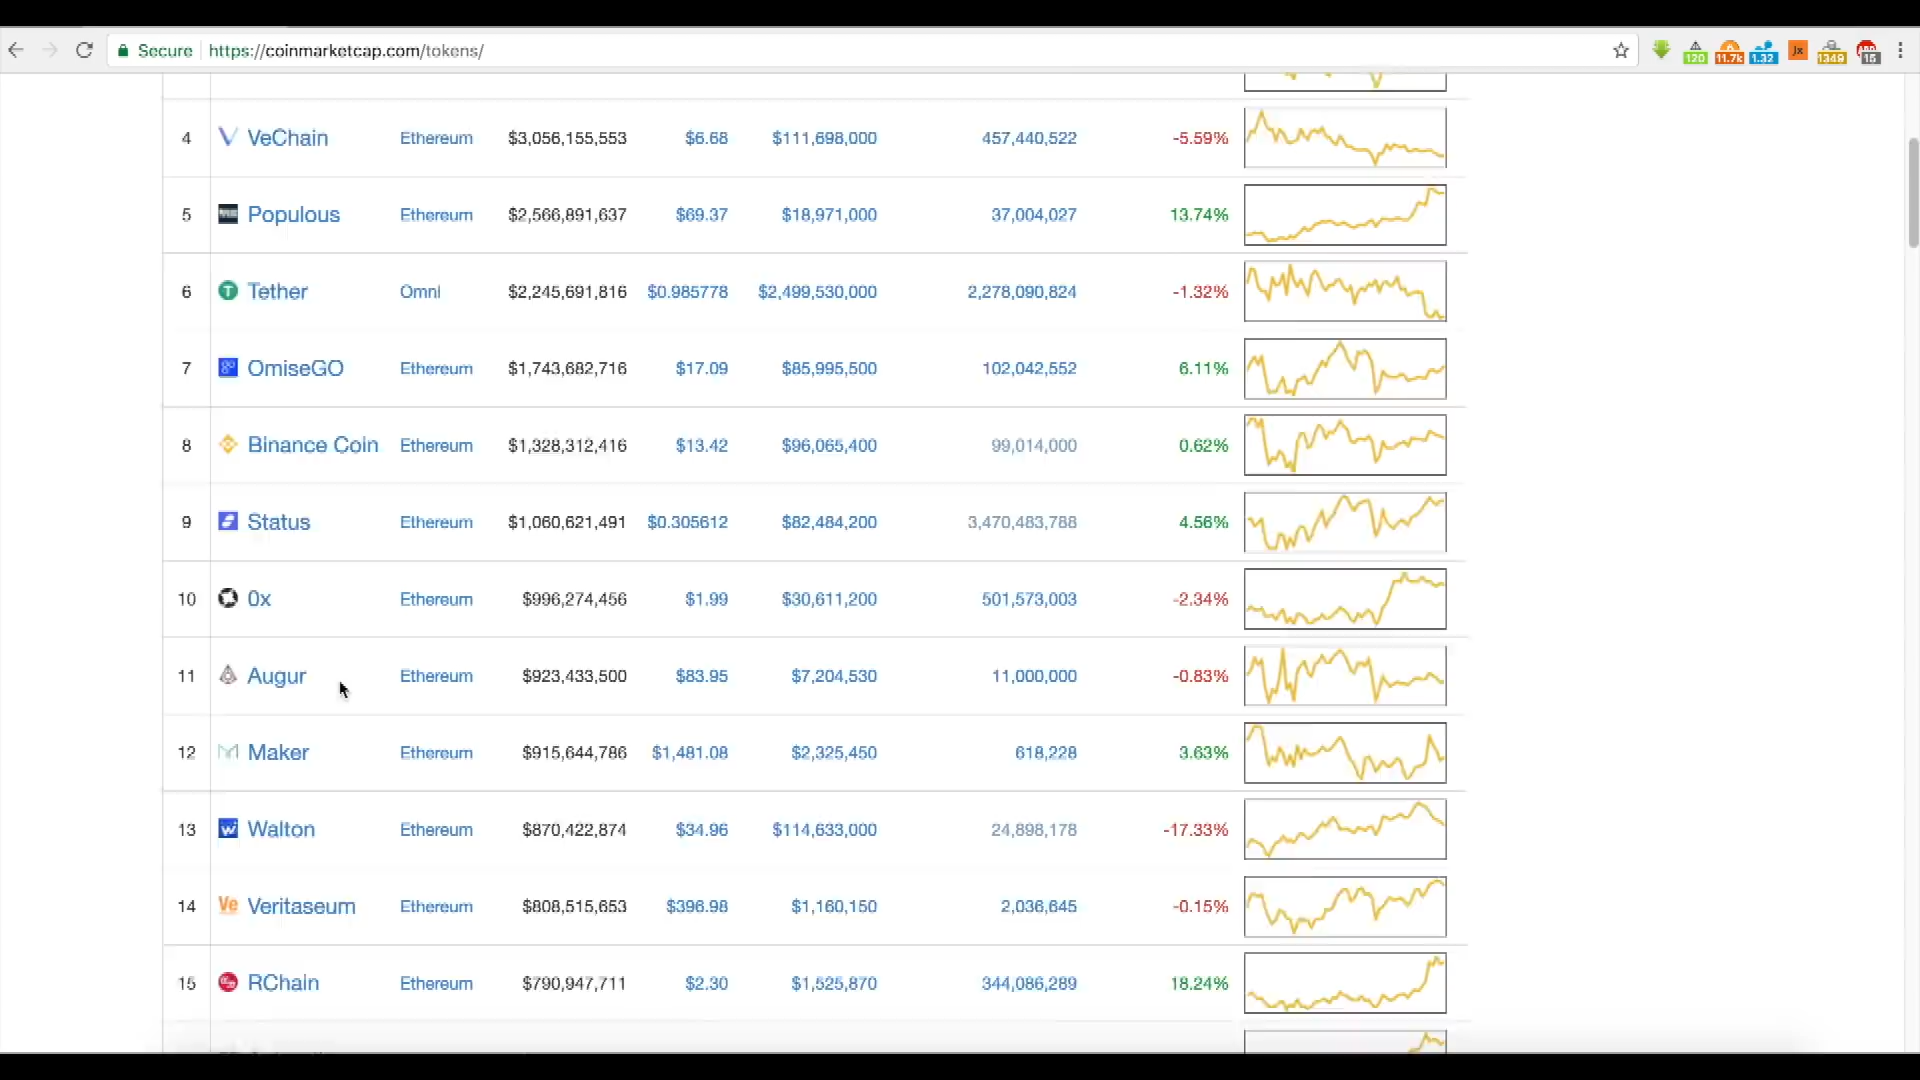 Secure https://coinmarketcap.com/tokens/ 120 11.7k 1.32 Jx 1349 15
4 VeChain Ethereum $3,056,155,553 $6.68 $111,698,000 457,440,522 -5.59%
5 Populous Ethereum $2,566,891,637 $69.37 $18,971,000 37,004,027 13.74%
6 Tether Omni $2,245,691,816 $0.985778 $2,499,530,000 2,278,090,824 -1.32%
7 OmiseGO Ethereum $1,743,682,716 $17.09 $85,995,500 102,042,552 6.11%
8 Binance Coin Ethereum $1,328,312,416 $13.42 $96,065,400 99,014,000 0.62%
9 Status Ethereum $1,060,621,491 $0.305612 $82,484,200 3,470,483,788 4.56%
10 0x Ethereum $996,274,456 $1.99 $30,611,200 501,573,003 -2.34%
11 Augur Ethereum $923,433,500 $83.95 $7,204,530 11,000,000 -0.83%
12 Maker Ethereum $915,644,786 $1,481.08 $2,325,450 618,228 3.63%
13 W Walton Ethereum $870,422,874 $34.96 $114,633,000 24,898,178 -17.33%
14 Ve Veritaseum Ethereum $808,515,653 $396.98 $1,160,150 2,036,645 -0.15%
15 RChain Ethereum $790,947,711 $2.30 $1,525,870 344,086,289 18.24%